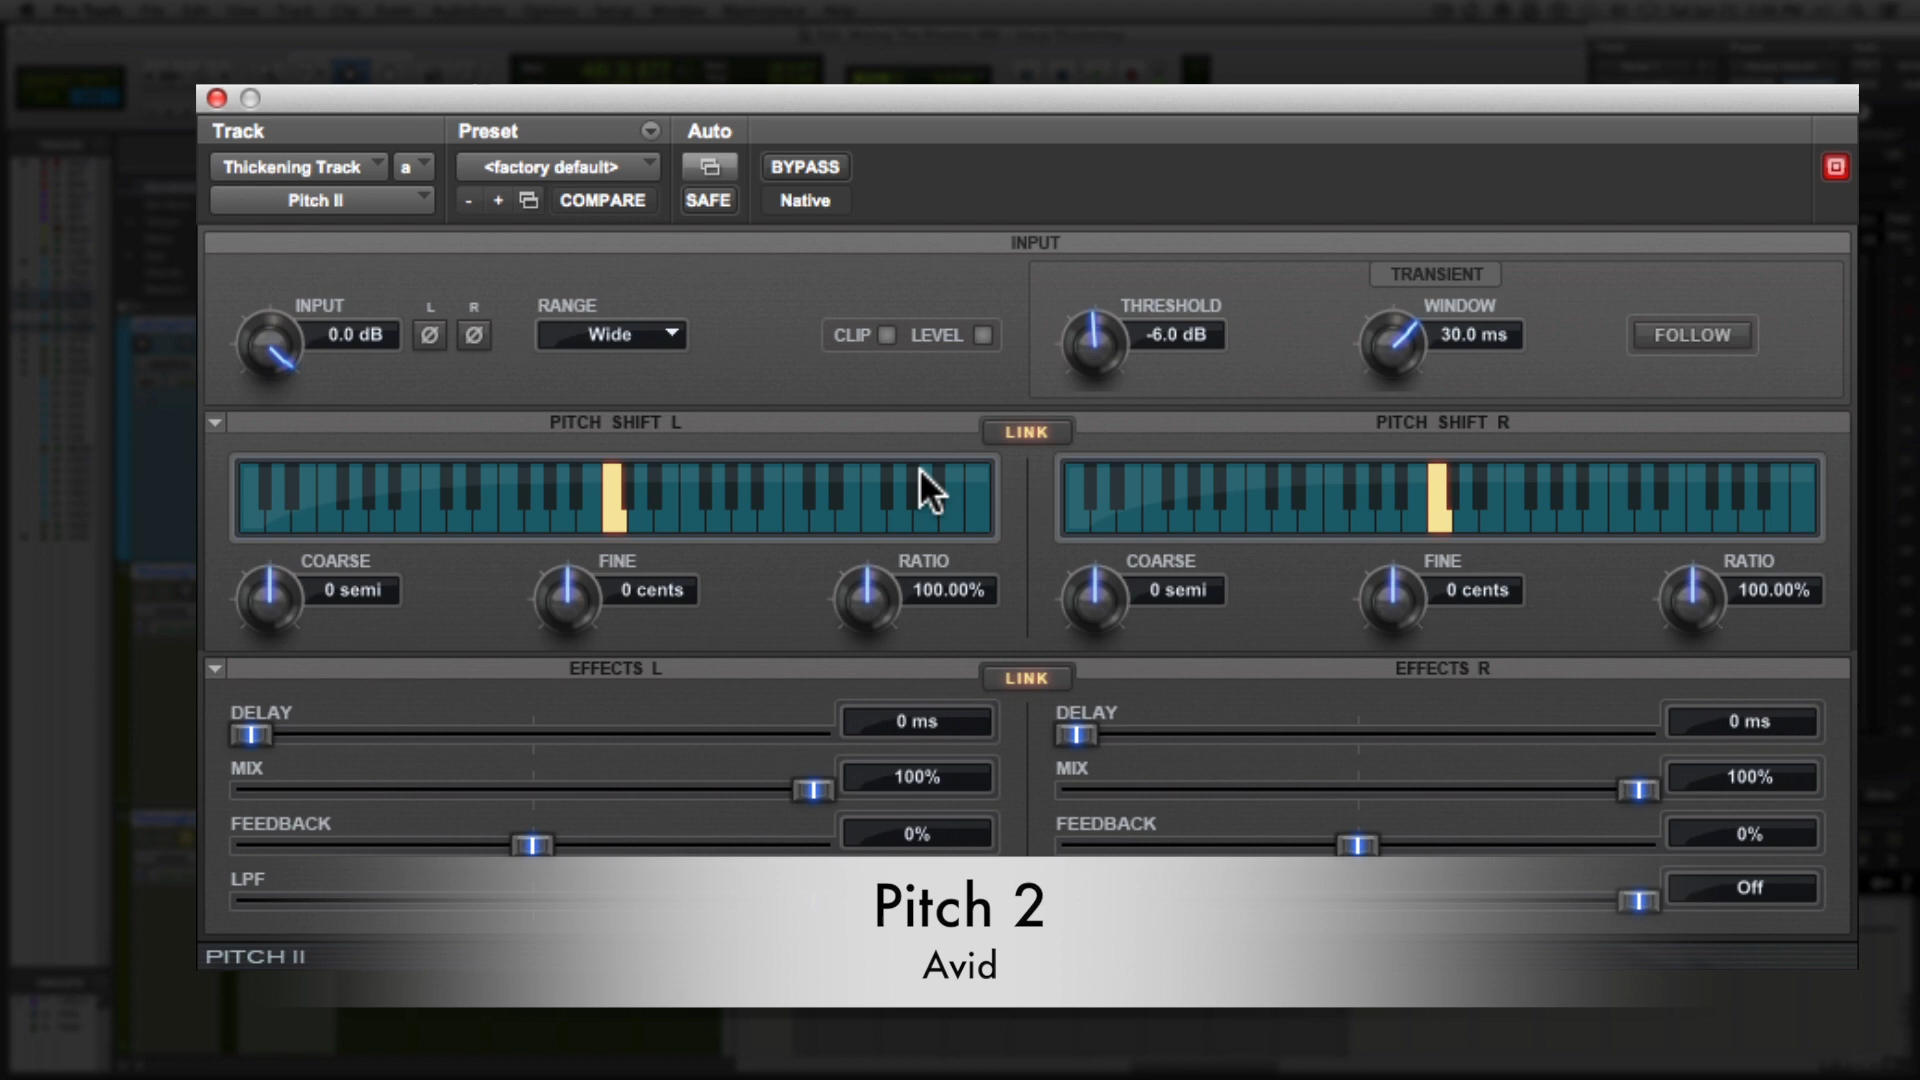 Track
Preset
Auto
Thickening Track
a
<factory default>
BYPASS
Pitch II
- +
COMPARE
SAFE
Native
INPUT
TRANSIENT
INPUT
L
R
RANGE
THRESHOLD
WINDOW
0.0 dB
Ø
Ø
Wide
CLIP
LEVEL
-6.0 dB
30.0 ms
FOLLOW
PITCH SHIFT L
LINK
PITCH SHIFT R
COARSE
FINE
RATIO
COARSE
FINE
RATIO
0 semi
0 cents
100.00%
0 semi
0 cents
100.00%
EFFECTS L
LINK
EFFECTS R
DELAY
0 ms
DELAY
0 ms
MIX
100%
MIX
100%
FEEDBACK
0%
FEEDBACK
0%
LPF
Off
Pitch 2
PITCH II
Avid